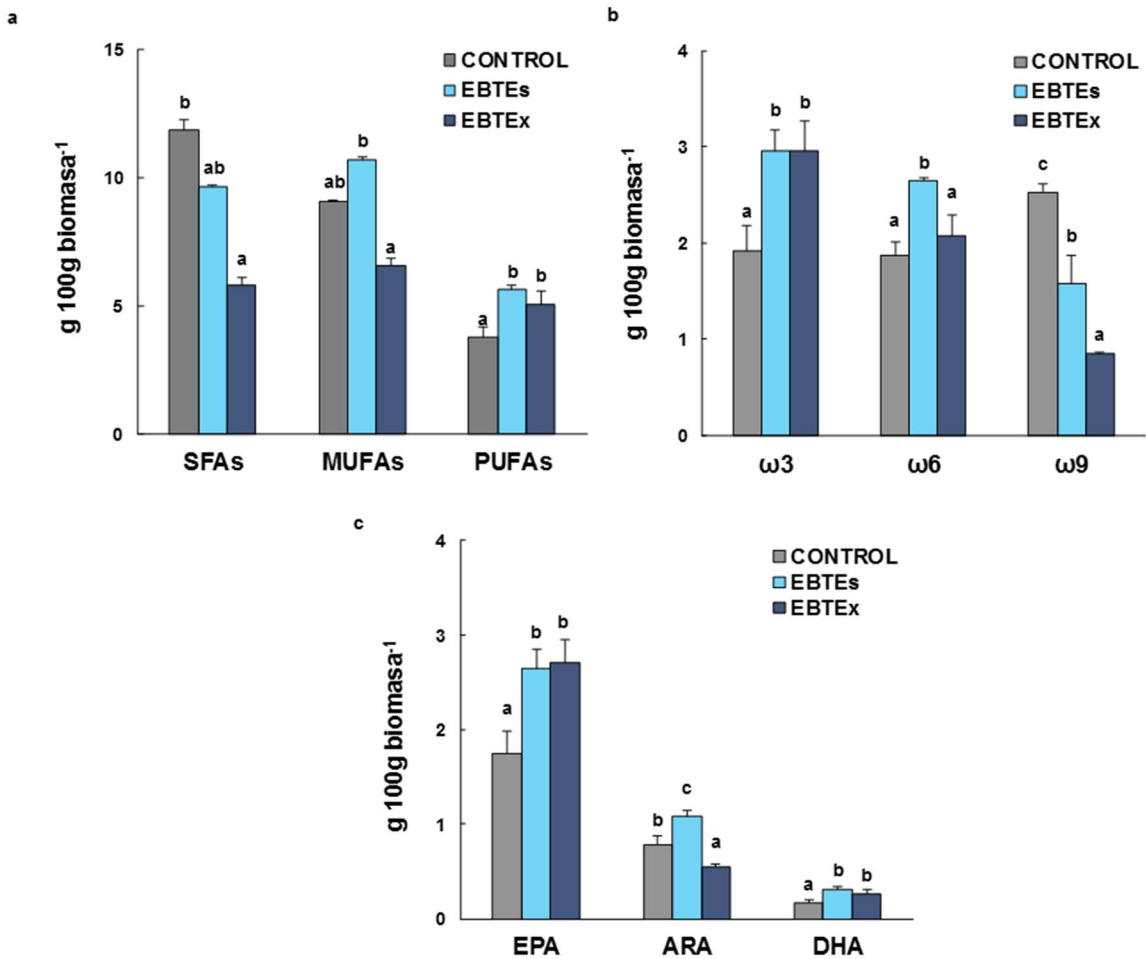 a
15
10
5
0
g 100g biomasa⁻¹
CONTROL
EBTEs
EBTEx
b
ab
a
ab
b
a
a
b
b
SFAs
MUFAs
PUFAs
b
4
3
2
1
0
g 100g biomasa⁻¹
CONTROL
EBTEs
EBTEx
a
b
b
a
b
a
c
b
a
ω3
ω6
ω9
c
4
3
2
1
0
g 100g biomasa⁻¹
CONTROL
EBTEs
EBTEx
a
b
b
b
c
a
a
b
b
EPA
ARA
DHA